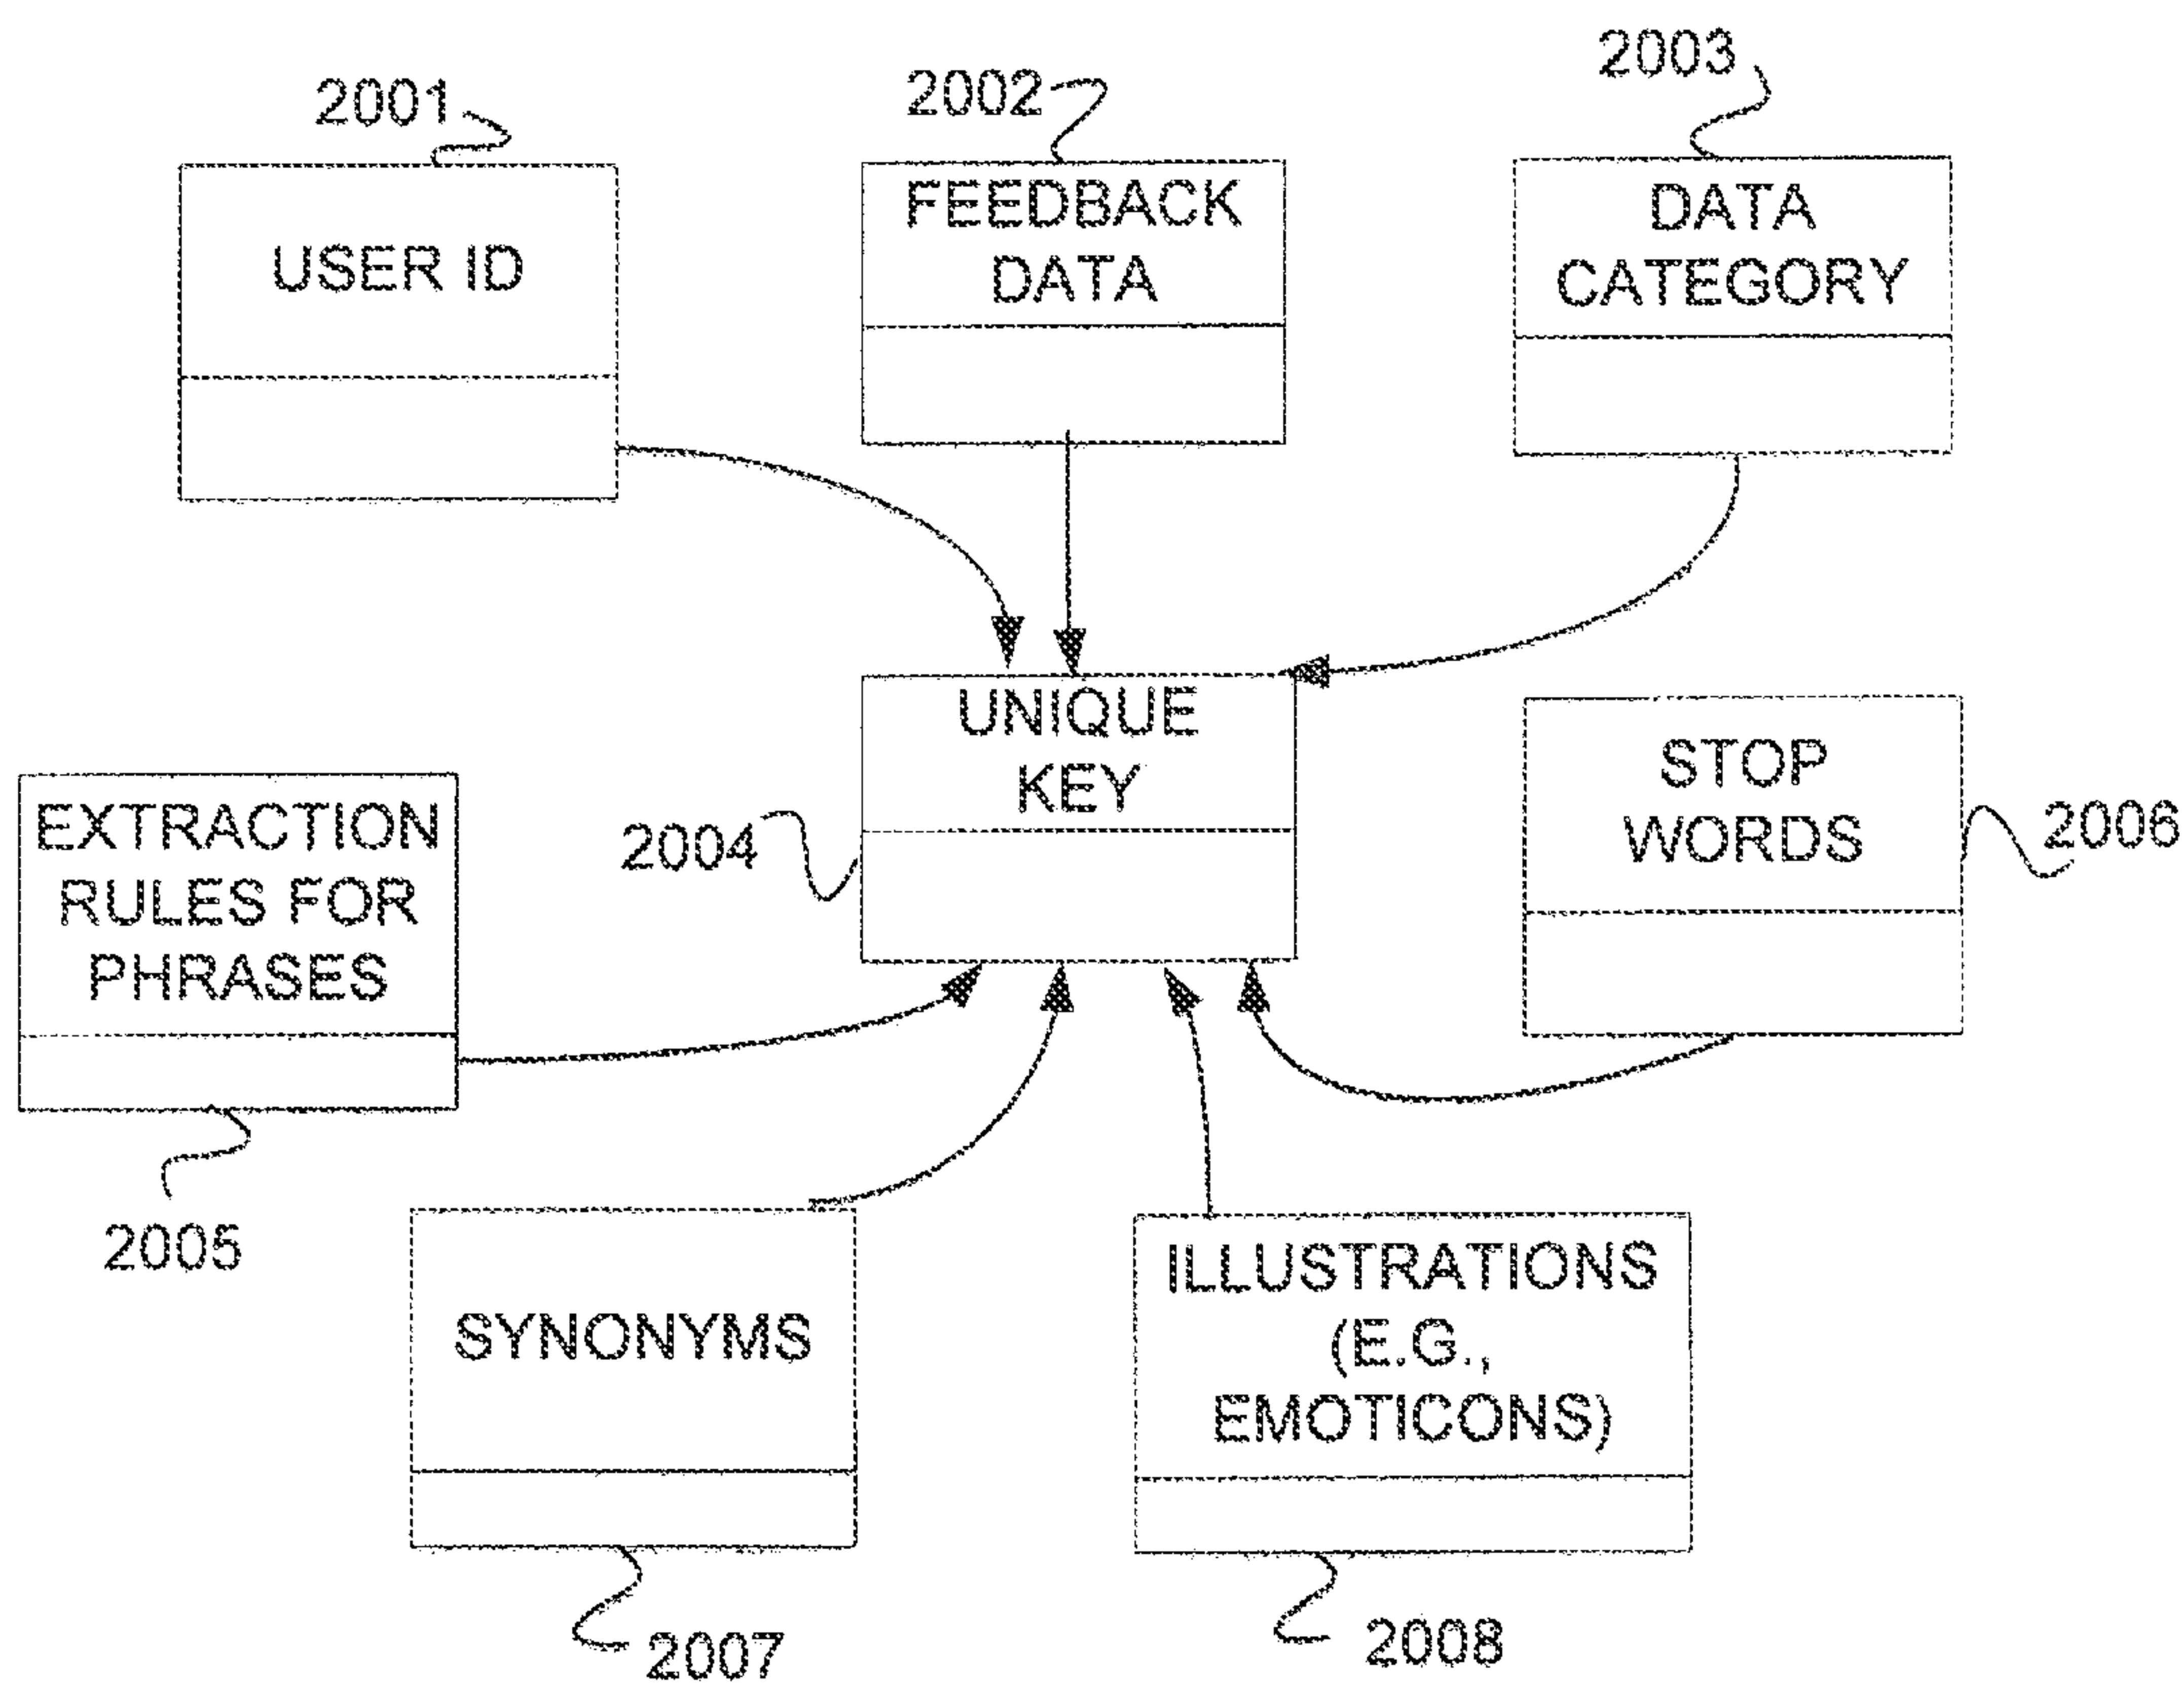 2001
2002
2003
USER ID
FEEDBACK
DATA
DATA
CATEGORY
UNIQUE
KEY
2004
STOP
WORDS
2006
EXTRACTION
RULES FOR
PHRASES
2005
SYNONYMS
2007
ILLUSTRATIONS
(E.G.,
EMOTICONS)
2008